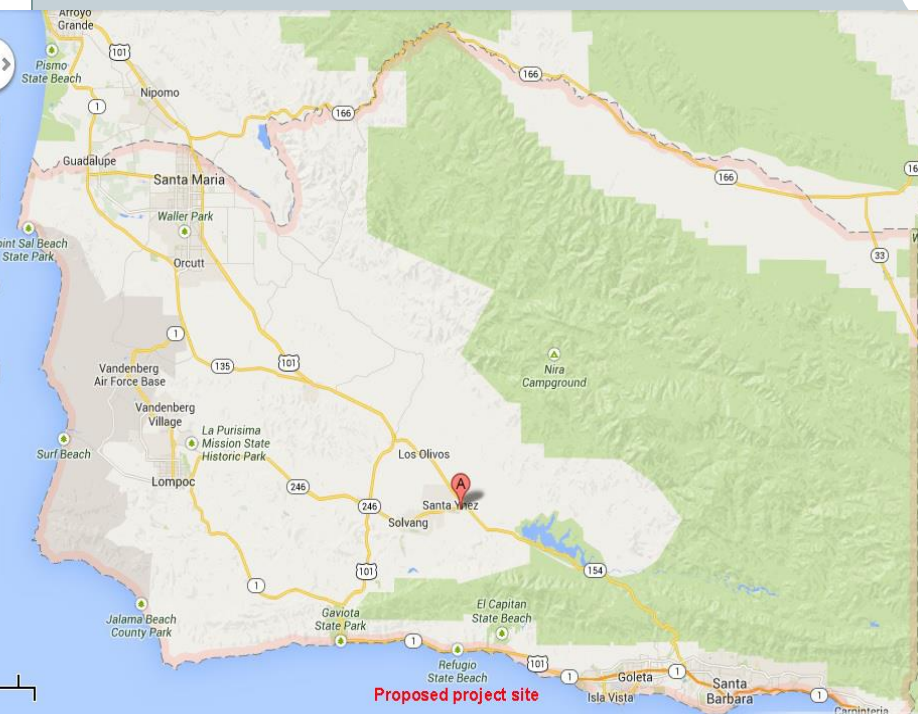 Arroyo
Grande
101
Pismo
State Beach
166
Nipomo
1
166
Guadalupe
Santa Maria
166
Waller Park
State Park
Orcutt
33
1
135
101
Nira
Campground
Vandenberg
Air Force Base
Vandenberg
Village
La Purisima
Mission State
Historic Park
Surf Beach
Los Olivos
Lompoc
246
A
246
Santa Ynez
Solvang
101
154
1
El Capitan
State Beach
Jalama Beach
County Park
Gaviota
State Park
1
Refugio
State Beach
101
1
Goleta
1
Santa
Barbara
Isla Vista
1
Proposed project site
Carpinteria